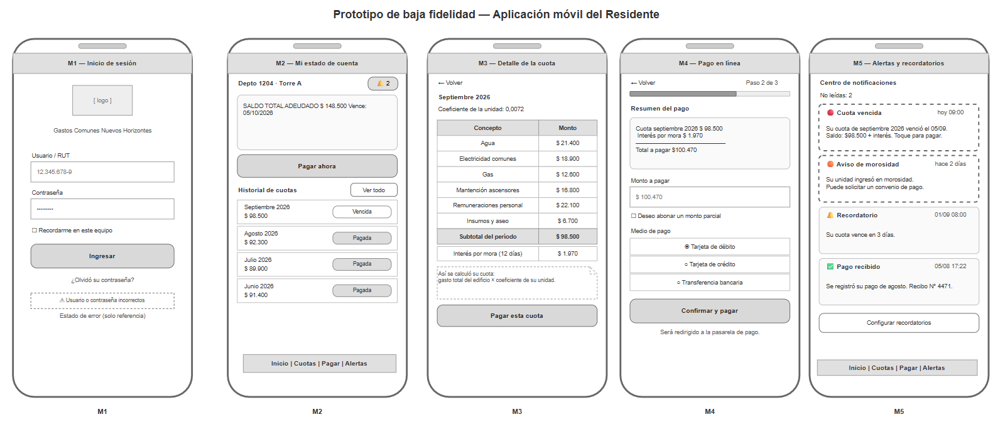 Prototipo de baja fidelidad — Aplicación móvil del Residente
M1 — Inicio de sesión
[ logo ]
Gastos Comunes Nuevos Horizontes
Usuario / RUT
12.345.678-9
Contraseña
--------
☐ Recordarme en este equipo
Ingresar
¿Olvidó su contraseña?
⚠ Usuario o contraseña incorrectos
Estado de error (solo referencia)
M1
M2 — Mi estado de cuenta
Depto 1204 · Torre A
🔔 2
SALDO TOTAL ADEUDADO $ 148.500 Vence:
05/10/2026
Pagar ahora
Historial de cuotas
Ver todo
Septiembre 2026
$ 98.500
Vencida
Agosto 2026
$ 92.300
Pagada
Julio 2026
$ 89.900
Pagada
Junio 2026
$ 91.400
Pagada
Inicio | Cuotas | Pagar | Alertas
M2
M3 — Detalle de la cuota
← Volver
Septiembre 2026
Coeficiente de la unidad: 0,0072
Concepto Monto
Agua $ 21.400
Electricidad comunes $ 18.900
Gas $ 12.600
Mantención ascensores $ 16.800
Remuneraciones personal $ 22.100
Insumos y aseo $ 6.700
Subtotal del período $ 98.500
Interés por mora (12 días) $ 1.970
Así se calculó su cuota:
gasto total del edificio × coeficiente de su unidad.
Pagar esta cuota
M3
M4 — Pago en línea
← Volver
Paso 2 de 3
Resumen del pago
Cuota septiembre 2026 $ 98.500
Interés por mora $ 1.970
Total a pagar $100.470
Monto a pagar
$ 100.470
☐ Deseo abonar un monto parcial
Medio de pago
◉ Tarjeta de débito
○ Tarjeta de crédito
○ Transferencia bancaria
Confirmar y pagar
Será redirigido a la pasarela de pago.
M4
M5 — Alertas y recordatorios
Centro de notificaciones
No leídas: 2
🔴 Cuota vencida
hoy 09:00
Su cuota de septiembre 2026 venció el 05/09.
Saldo: $98.500 + interés. Toque para pagar.
🟠 Aviso de morosidad
hace 2 días
Su unidad ingresó en morosidad.
Puede solicitar un convenio de pago.
🔔 Recordatorio
01/09 08:00
Su cuota vence en 3 días.
✅ Pago recibido
05/08 17:22
Se registró su pago de agosto. Recibo N° 4471.
Configurar recordatorios
Inicio | Cuotas | Pagar | Alertas
M5